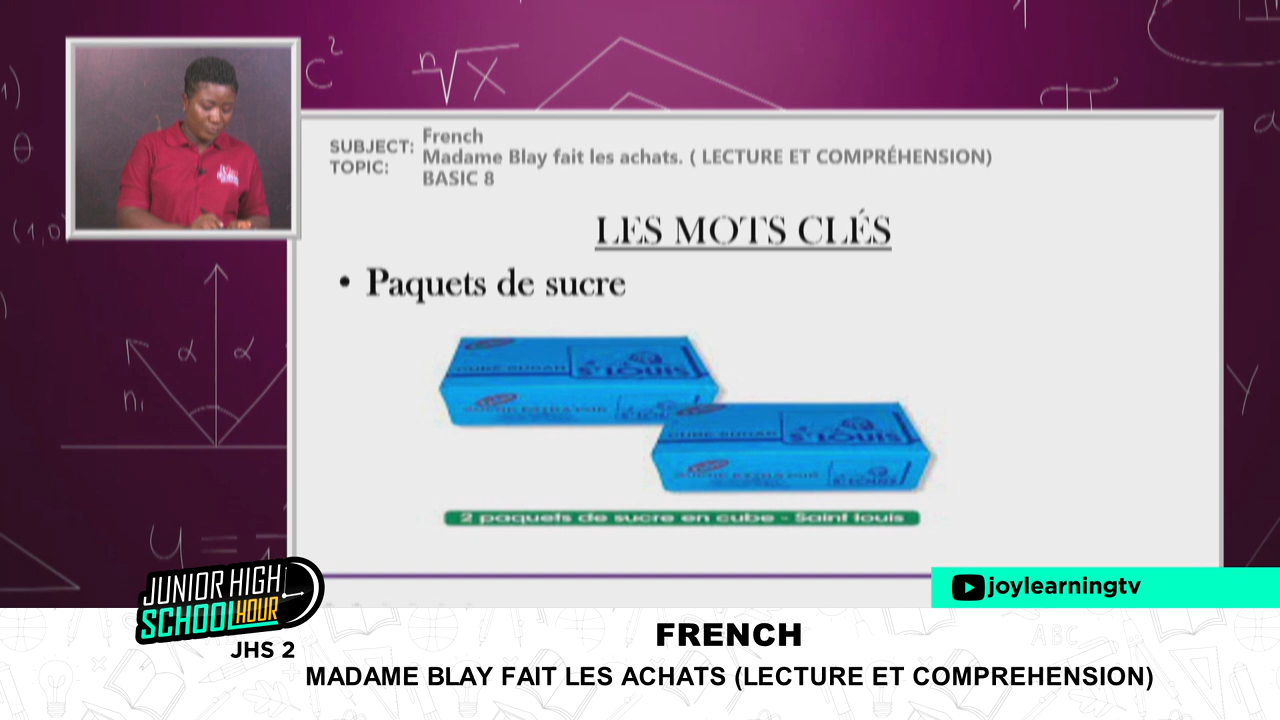 SUBJECT: French
TOPIC: Madame Blay fait les achats. ( LECTURE ET COMPRÉHENSION)
BASIC 8
LES MOTS CLÉS
• Paquets de sucre
CUBE SUGAR
S^t LOUIS
CUBE SUGAR
S^t LOUIS
2 paquets de sucre en cube - Saint louis
JUNIOR HIGH
SCHOOL HOUR
JHS 2
joylearningtv
FRENCH
MADAME BLAY FAIT LES ACHATS (LECTURE ET COMPREHENSION)